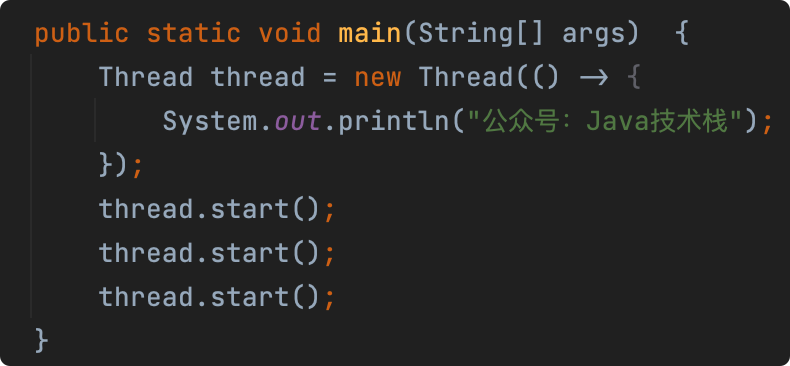 public static void main(String[] args)  {
    Thread thread = new Thread(() -> {
        System.out.println("公众号：Java技术栈");
    });
    thread.start();
    thread.start();
    thread.start();
}